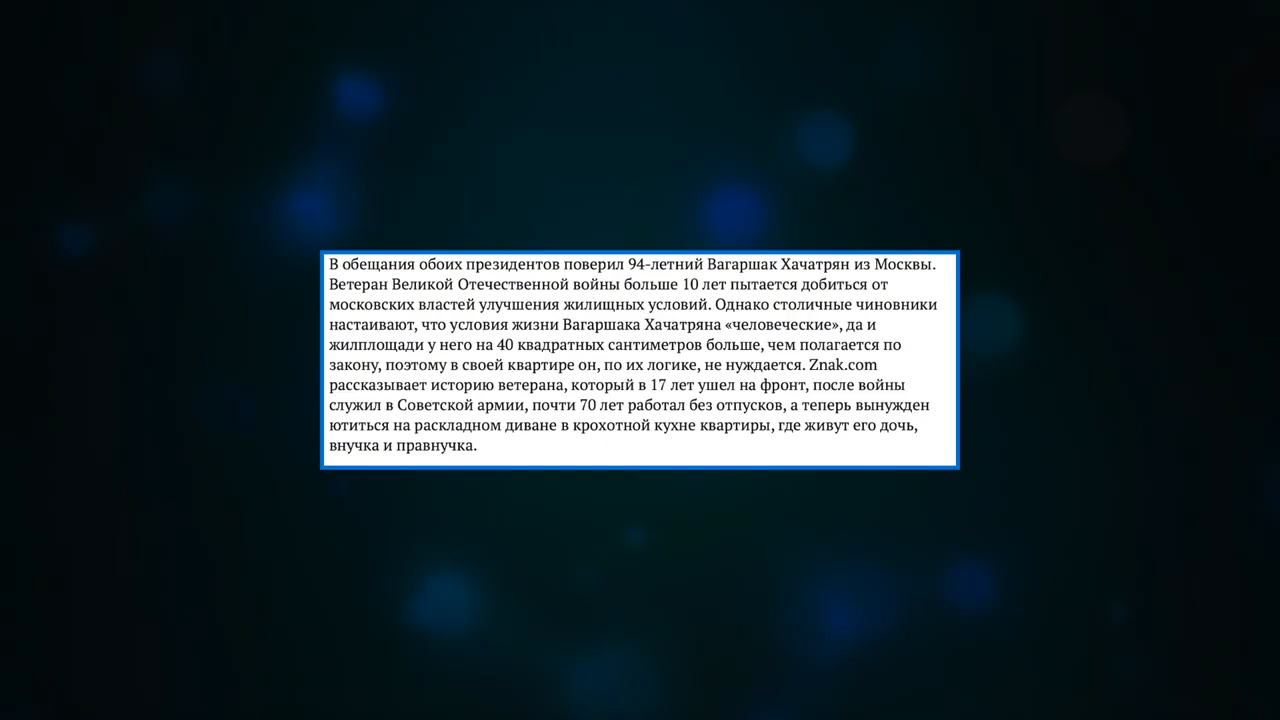 В обещания обоих президентов поверил 94-летний Вагаршак Хачатрян из Москвы.
Ветеран Великой Отечественной войны больше 10 лет пытается добиться от
московских властей улучшения жилищных условий. Однако столичные чиновники
настаивают, что условия жизни Вагаршака Хачатряна «человеческие», да и
жилплощади у него на 40 квадратных сантиметров больше, чем полагается по
закону, поэтому в своей квартире он, по их логике, не нуждается. Znak.com
рассказывает историю ветерана, который в 17 лет ушел на фронт, после войны
служил в Советской армии, почти 70 лет работал без отпусков, а теперь вынужден
ютиться на раскладном диване в крохотной кухне квартиры, где живут его дочь,
внучка и правнучка.